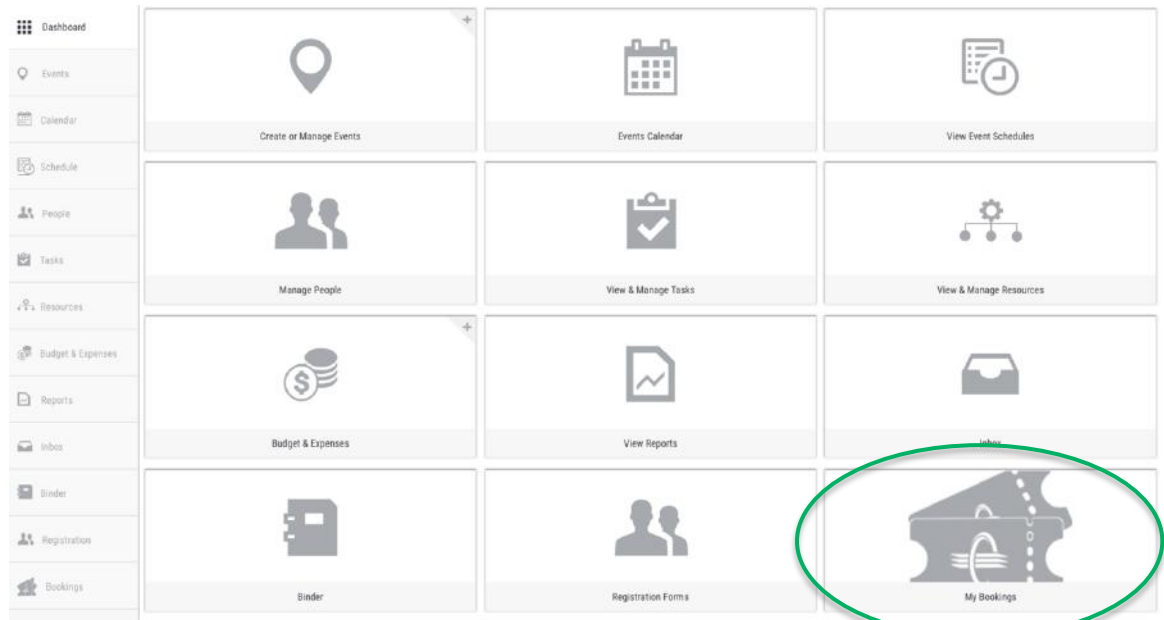 Dashboard
Events
Calendar
Schedule
People
Tasks
Resources
Budget & Expenses
Reports
Inbox
Binder
Registration
Bookings
Create or Manage Events
Events Calendar
View Event Schedules
Manage People
View & Manage Tasks
View & Manage Resources
Budget & Expenses
View Reports
Inbox
Binder
Registration Forms
My Bookings